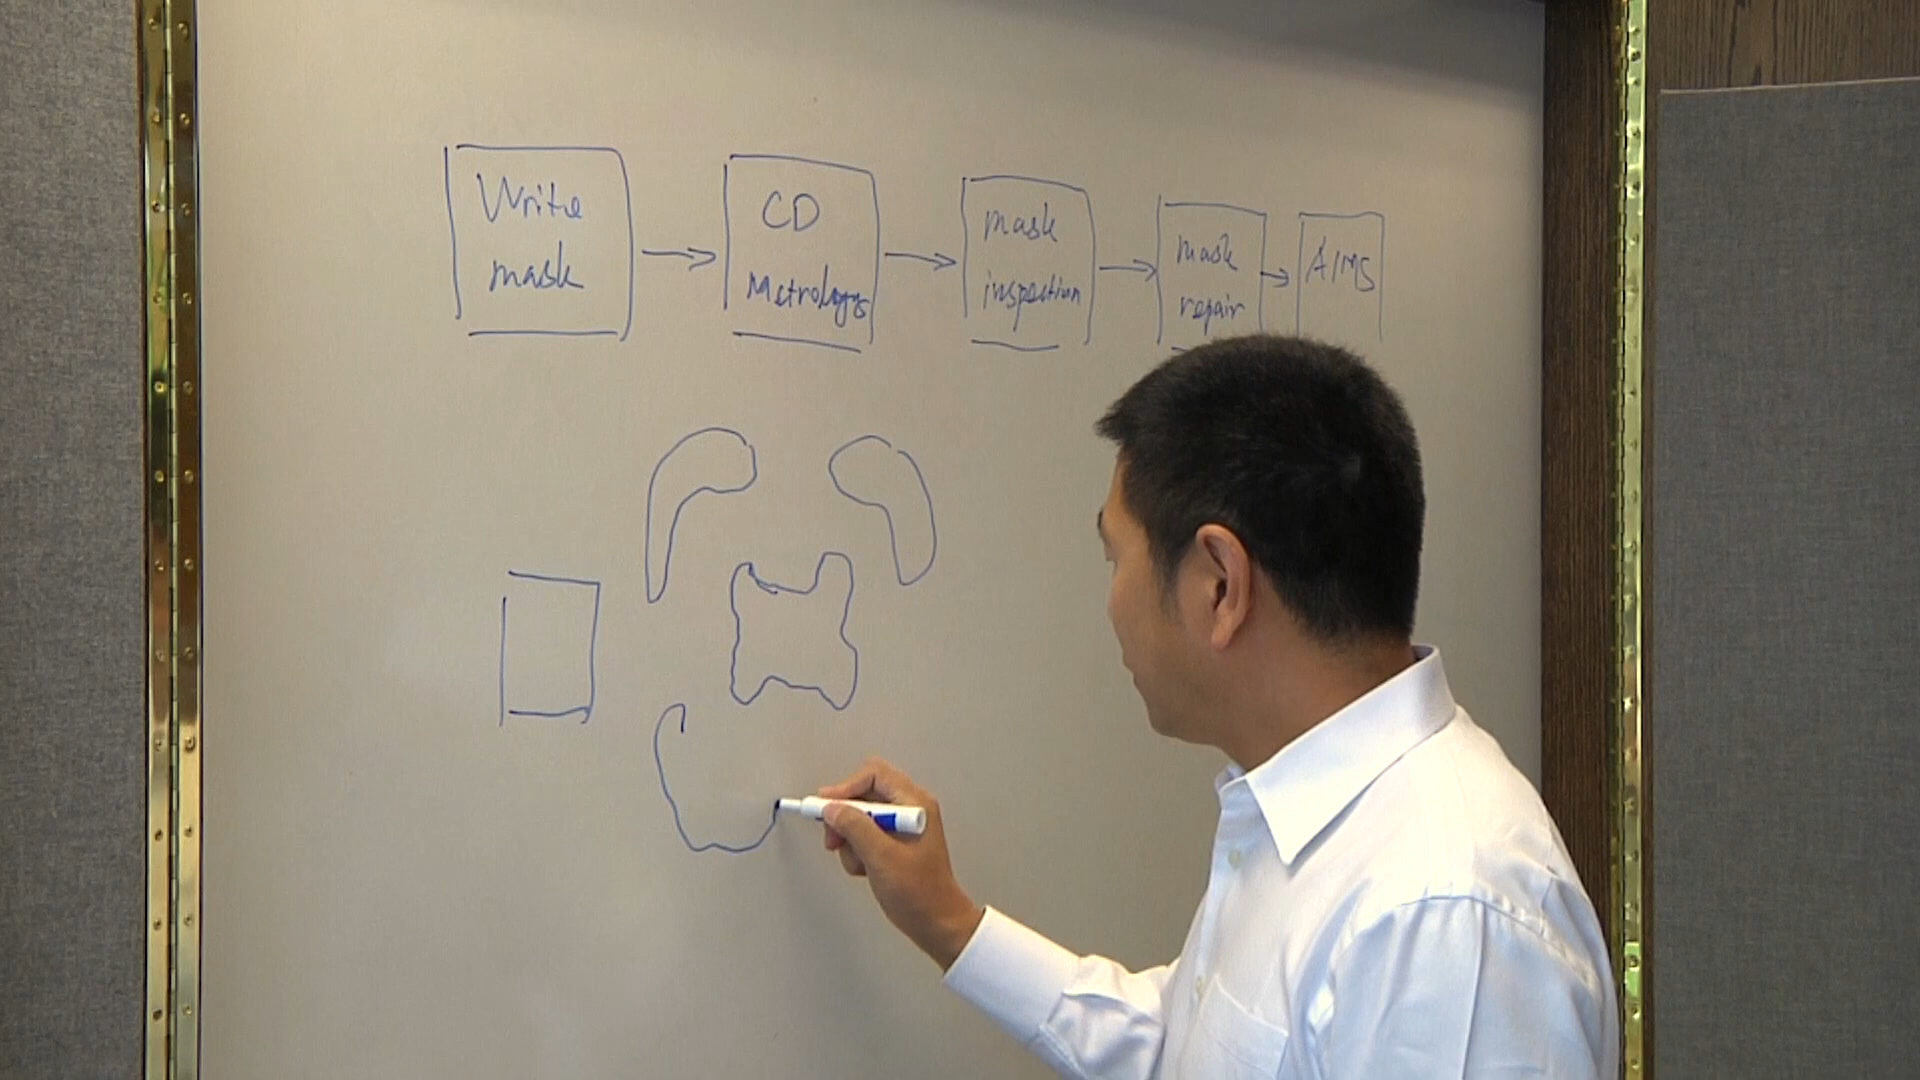 Write
mask
CD
Metrology
mask
inspection
mask
repair
AIMS